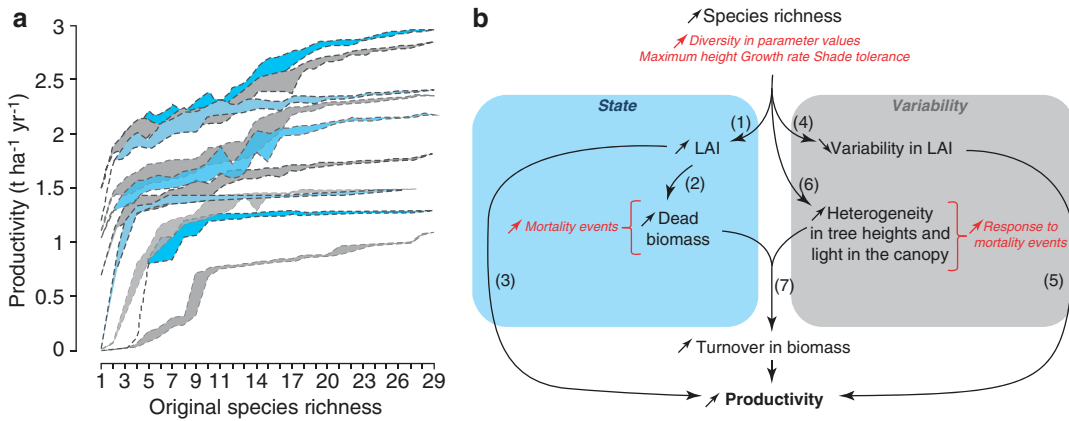 a
Productivity (t ha⁻¹ yr⁻¹)
3
2.5
2
1.5
1
0.5
0
1 3 5 7 9 11 14 17 20 23 26 29
Original species richness
b
Species richness
Diversity in parameter values
Maximum height Growth rate Shade tolerance
State
Variability
(1)
(4)
LAI
Variability in LAI
(2)
(6)
Mortality events
Dead
biomass
Heterogeneity
in tree heights and
light in the canopy
Response to
mortality events
(3)
(7)
(5)
Turnover in biomass
Productivity